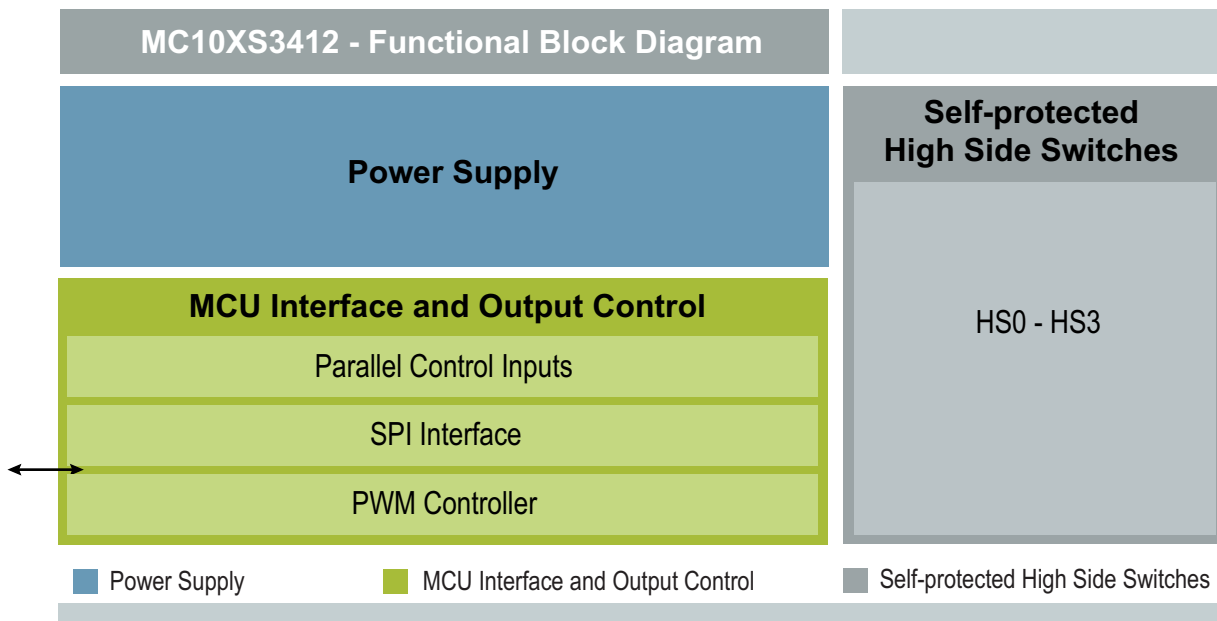 MC10XS3412 - Functional Block Diagram
Power Supply
Self-protected
High Side Switches
MCU Interface and Output Control
Parallel Control Inputs
SPI Interface
PWM Controller
HS0 - HS3
Power Supply
MCU Interface and Output Control
Self-protected High Side Switches